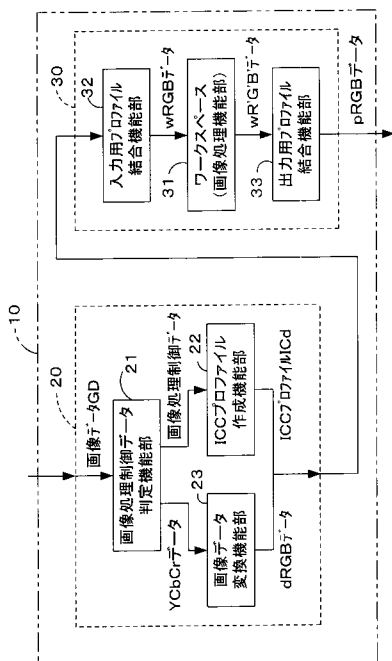 10
20
画像データGD
21
画像処理制御データ
判定機能部
YCbCrデータ
画像処理制御データ
23
画像データ
変換機能部
22
ICCプロファイル
作成機能部
dRGBデータ
ICCプロファイルICd
30
32
入力用プロファイル
結合機能部
wRGBデータ
31
ワークスペース
(画像処理機能部)
wR'G'B'データ
33
出力用プロファイル
結合機能部
pRGBデータ